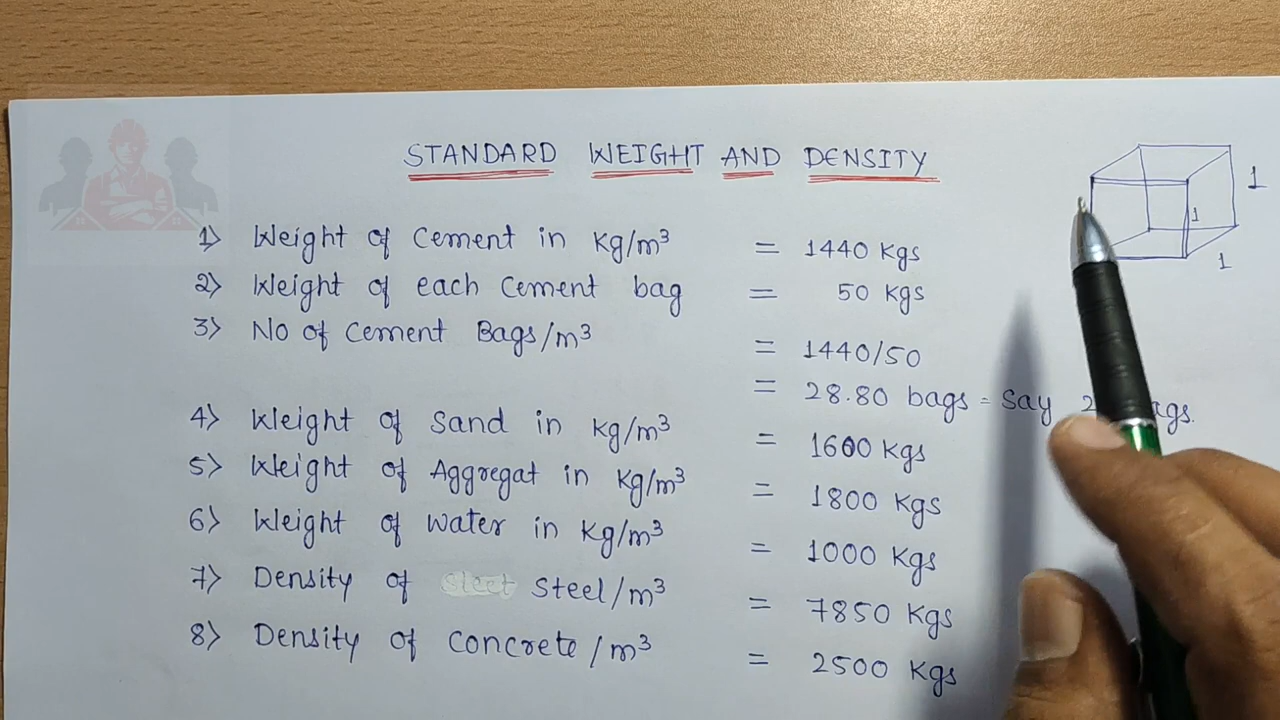 STANDARD WEIGHT AND DENSITY
1) Weight of Cement in Kg/m³ = 1440 Kgs
2) Weight of each Cement bag = 50 Kgs
3) No of Cement Bags/m³ = 1440/50
= 28.80 bags = Say
4) Weight of Sand in Kg/m³ = 1600 Kgs
5) Weight of Aggregat in Kg/m³ = 1800 Kgs
6) Weight of Water in Kg/m³ = 1000 Kgs
7) Density of Steel/m³ = 7850 Kgs
8) Density of Concrete/m³ = 2500 Kgs
1
1
1